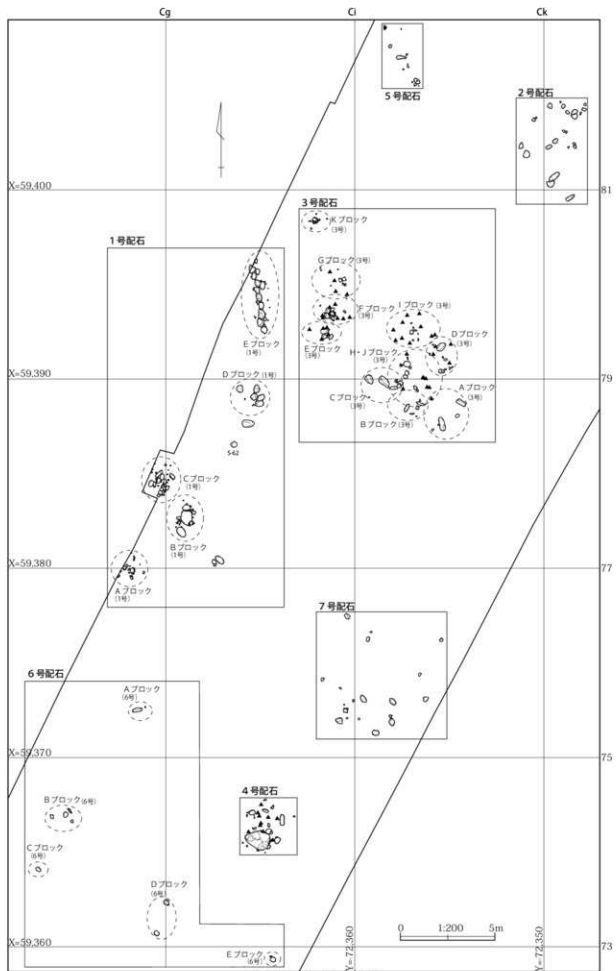 Cg
Ci
Ck
5号配石
2号配石
X=59,400
81
3号配石
Kブロック
(3号)
1号配石
Gブロック(3号)
Fブロック
(3号)
Iブロック(3号)
Eブロック
(1号)
Eブロック
(3号)
Dブロック
(3号)
H・Jブロック
(3号)
X=59,390
79
Dブロック(1号)
Cブロック
(3号)
Aブロック
(3号)
Bブロック(3号)
S-62
Cブロック
(1号)
Bブロック
(1号)
X=59,380
77
Aブロック
(1号)
7号配石
6号配石
Aブロック
(6号)
X=59,370
75
4号配石
Bブロック(6号)
Cブロック
(6号)
Dブロック
(6号)
0
1:200
5m
X=59,360
73
Eブロック
(6号)
Y=-72,360
Y=-72,350